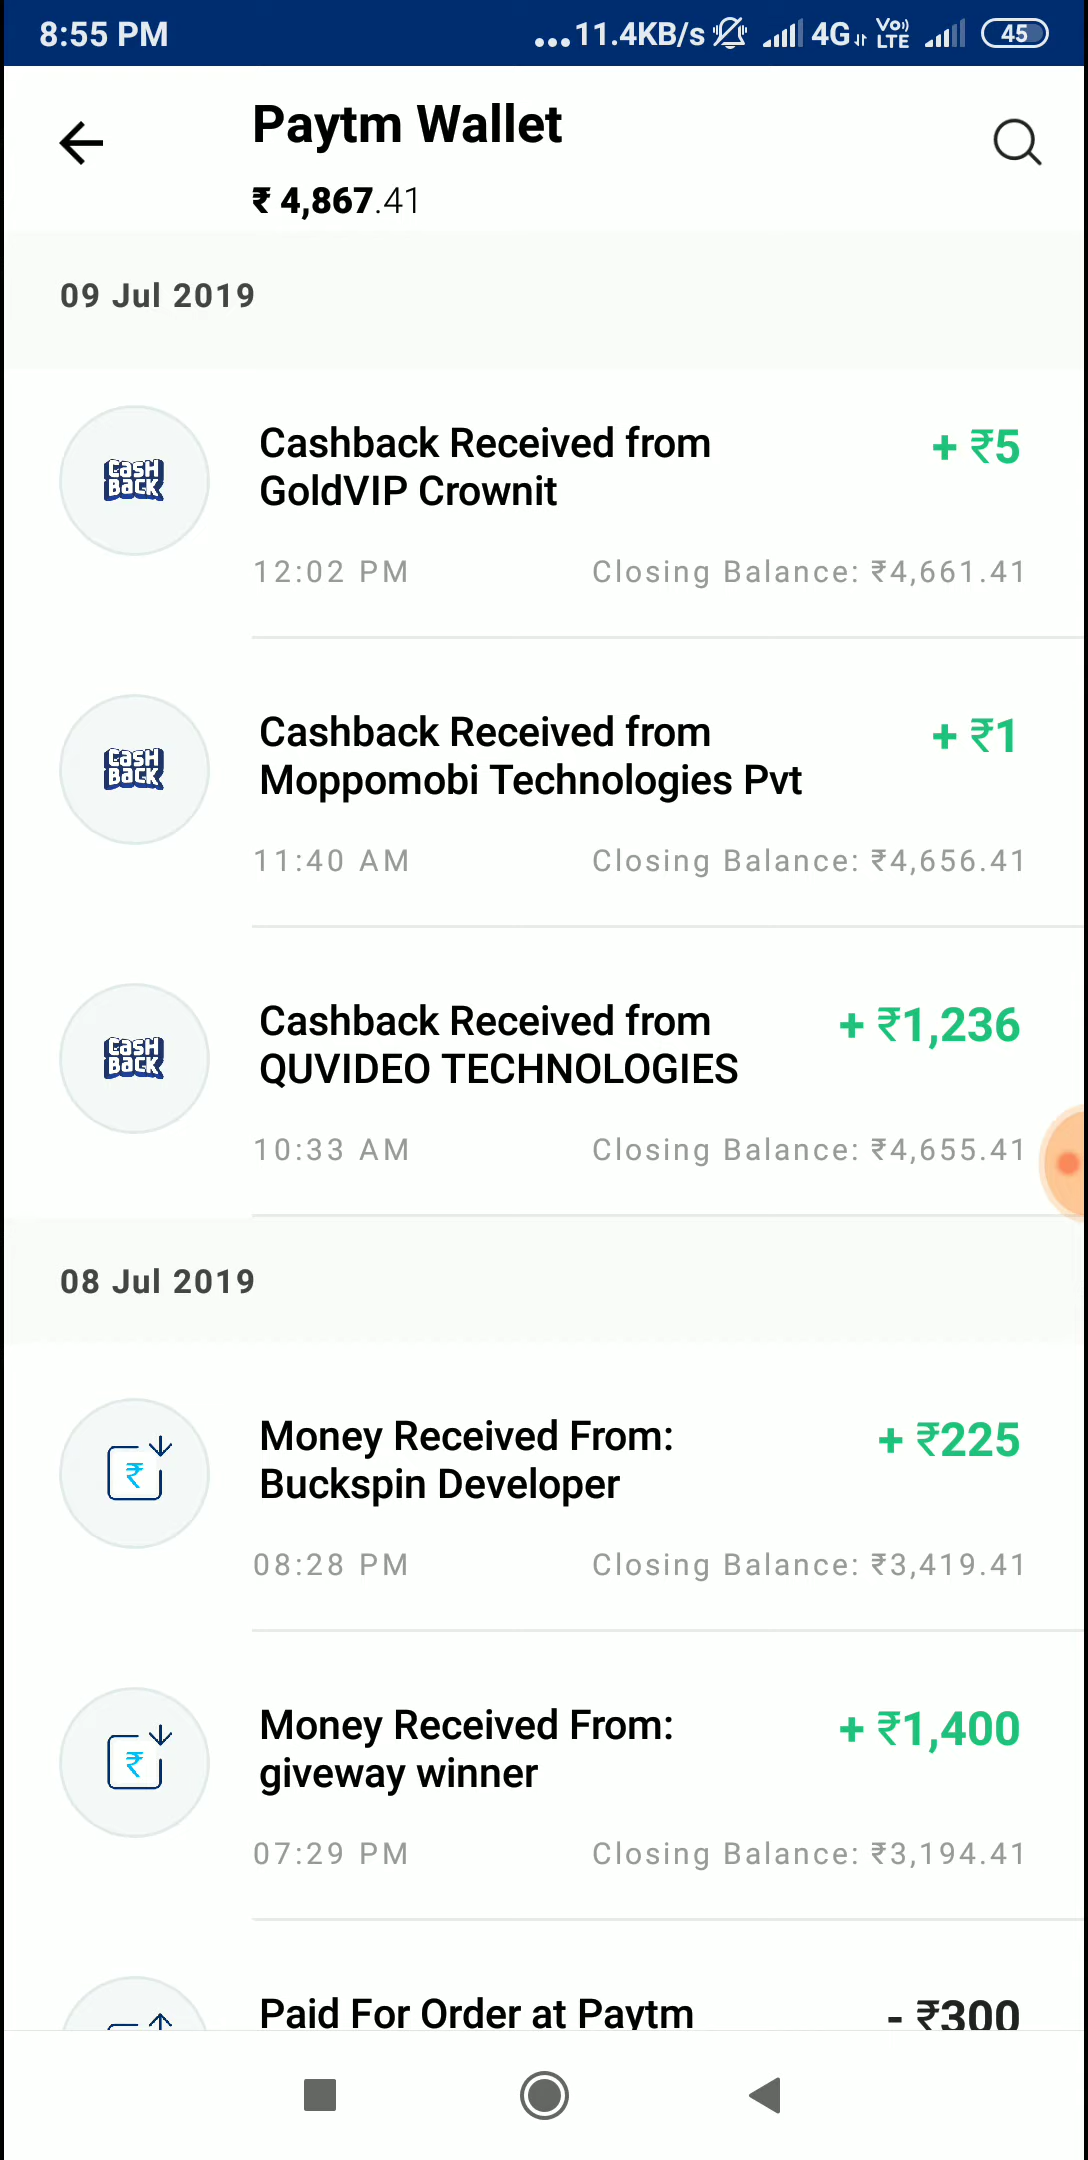 8:55 PM
...11.4KB/s 4G Vo)) LTE 45
Paytm Wallet
₹ 4,867.41
09 Jul 2019
CASH BACK
Cashback Received from
GoldVIP Crownit
+ ₹5
12:02 PM
Closing Balance: ₹4,661.41
CASH BACK
Cashback Received from
Moppomobi Technologies Pvt
+ ₹1
11:40 AM
Closing Balance: ₹4,656.41
CASH BACK
Cashback Received from
QUVIDEO TECHNOLOGIES
+ ₹1,236
10:33 AM
Closing Balance: ₹4,655.41
08 Jul 2019
₹
Money Received From:
Buckspin Developer
+ ₹225
08:28 PM
Closing Balance: ₹3,419.41
₹
Money Received From:
giveway winner
+ ₹1,400
07:29 PM
Closing Balance: ₹3,194.41
Paid For Order at Paytm
- ₹300